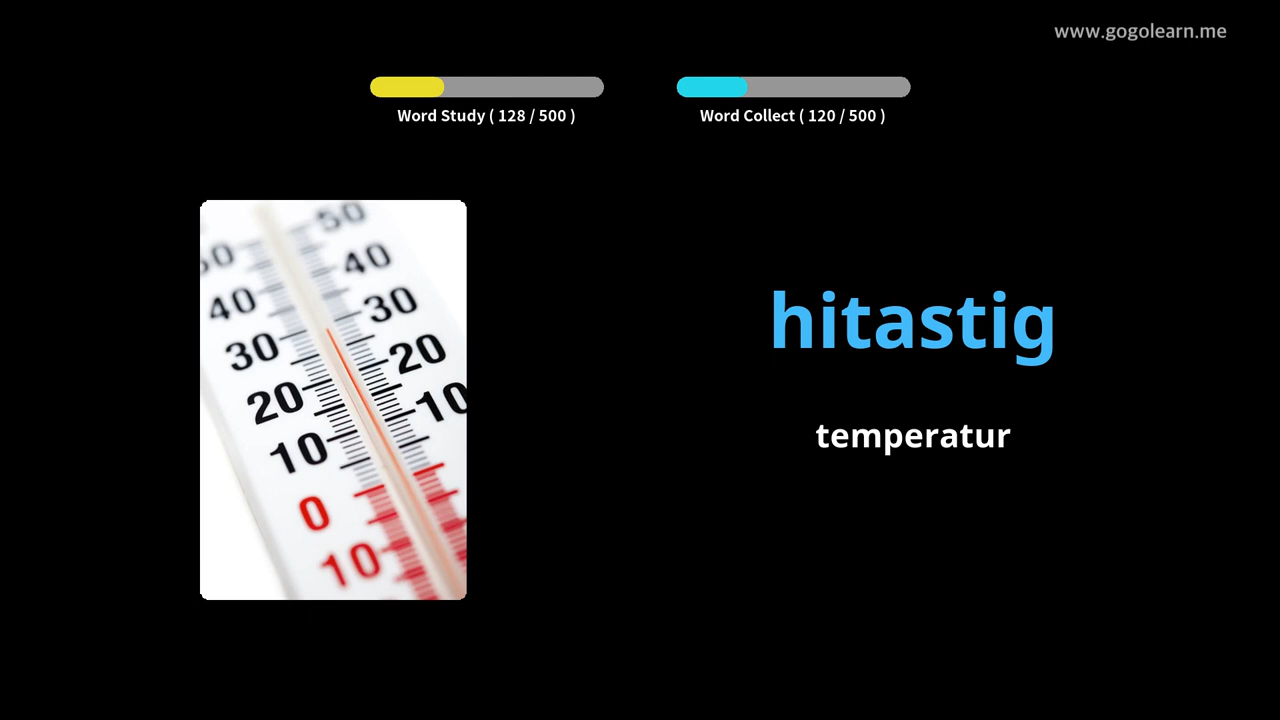 www.gogolearn.me
Word Study ( 128 / 500 )
Word Collect ( 120 / 500 )
50
50
40
40
30
30
20
20
10
10
0
10
hitastig
temperatur